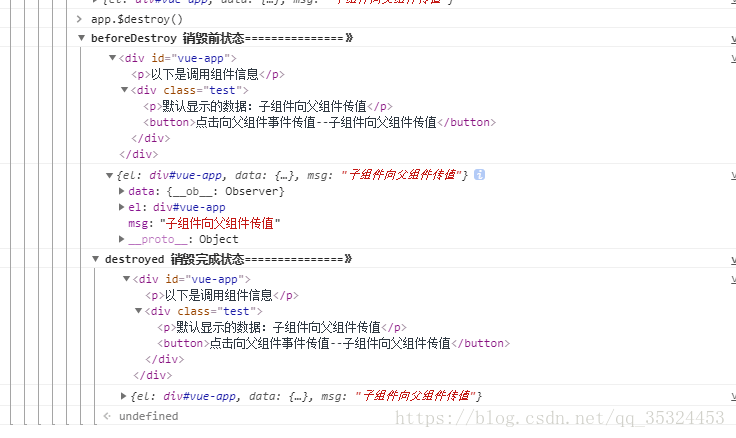 {el: div#vue-app, data: {…}, msg: "子组件向父组件传值"}
> app.$destroy()
▼ beforeDestroy 销毁前状态===============》
▼<div id="vue-app">
<p>以下是调用组件信息</p>
▼<div class="test">
<p>默认显示的数据: 子组件向父组件传值</p>
<button>点击向父组件事件传值--子组件向父组件传值</button>
</div>
</div>
▼{el: div#vue-app, data: {…}, msg: "子组件向父组件传值"} i
▶ data: {__ob__: Observer}
▶ el: div#vue-app
msg: "子组件向父组件传值"
▶ __proto__: Object
▼ destroyed 销毁完成状态===============》
▼<div id="vue-app">
<p>以下是调用组件信息</p>
▼<div class="test">
<p>默认显示的数据: 子组件向父组件传值</p>
<button>点击向父组件事件传值--子组件向父组件传值</button>
</div>
</div>
▶{el: div#vue-app, data: {…}, msg: "子组件向父组件传值"}
undefined
https://blog.csdn.net/qq_35324453